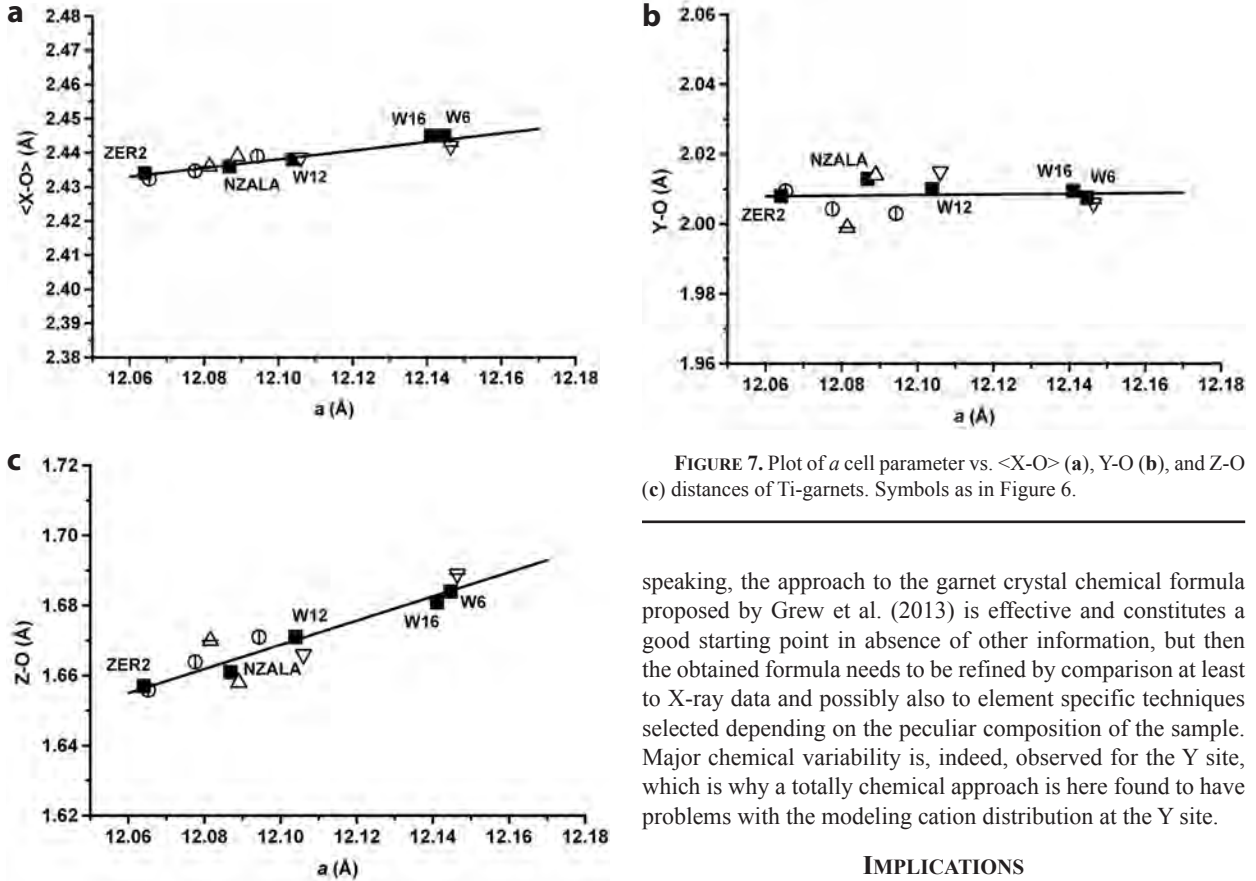 a
2.48
2.47
2.46
2.45
2.44
2.43
2.42
2.41
2.40
2.39
2.38
<X-O> (Å)
ZER2
NZALA
W12
W16
W6
12.06 12.08 12.10 12.12 12.14 12.16 12.18
a (Å)
b
2.06
2.04
2.02
2.00
1.98
1.96
Y-O (Å)
ZER2
NZALA
W12
W16
W6
12.06 12.08 12.10 12.12 12.14 12.16 12.18
a (Å)
c
1.72
1.70
1.68
1.66
1.64
1.62
Z-O (Å)
ZER2
NZALA
W12
W16
W6
12.06 12.08 12.10 12.12 12.14 12.16 12.18
a (Å)
FIGURE 7. Plot of a cell parameter vs. <X-O> (a), Y-O (b), and Z-O
(c) distances of Ti-garnets. Symbols as in Figure 6.
speaking, the approach to the garnet crystal chemical formula
proposed by Grew et al. (2013) is effective and constitutes a
good starting point in absence of other information, but then
the obtained formula needs to be refined by comparison at least
to X-ray data and possibly also to element specific techniques
selected depending on the peculiar composition of the sample.
Major chemical variability is, indeed, observed for the Y site,
which is why a totally chemical approach is here found to have
problems with the modeling cation distribution at the Y site.
IMPLICATIONS